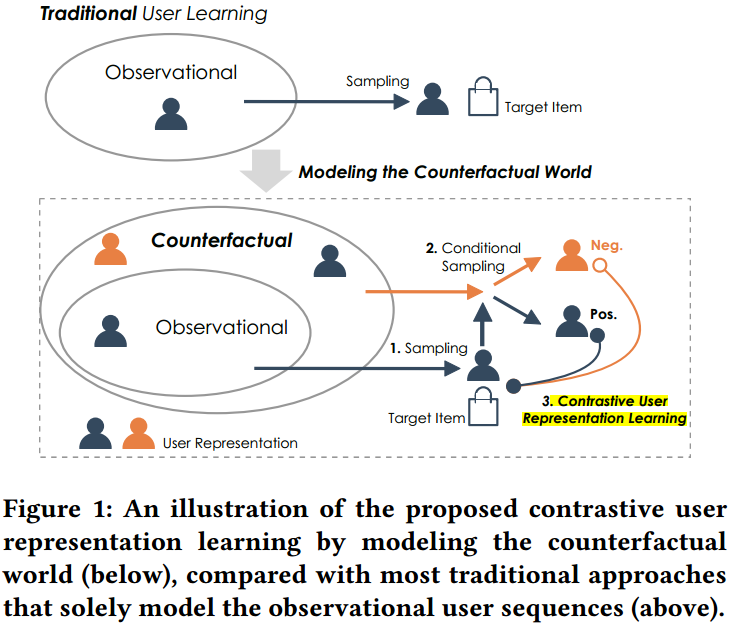 Traditional User Learning
Observational
Sampling
Target Item
Modeling the Counterfactual World
Counterfactual
Observational
2. Conditional
Sampling
Neg.
Pos.
1. Sampling
Target Item
3. Contrastive User
Representation Learning
User Representation
Figure 1: An illustration of the proposed contrastive user
representation learning by modeling the counterfactual
world (below), compared with most traditional approaches
that solely model the observational user sequences (above).